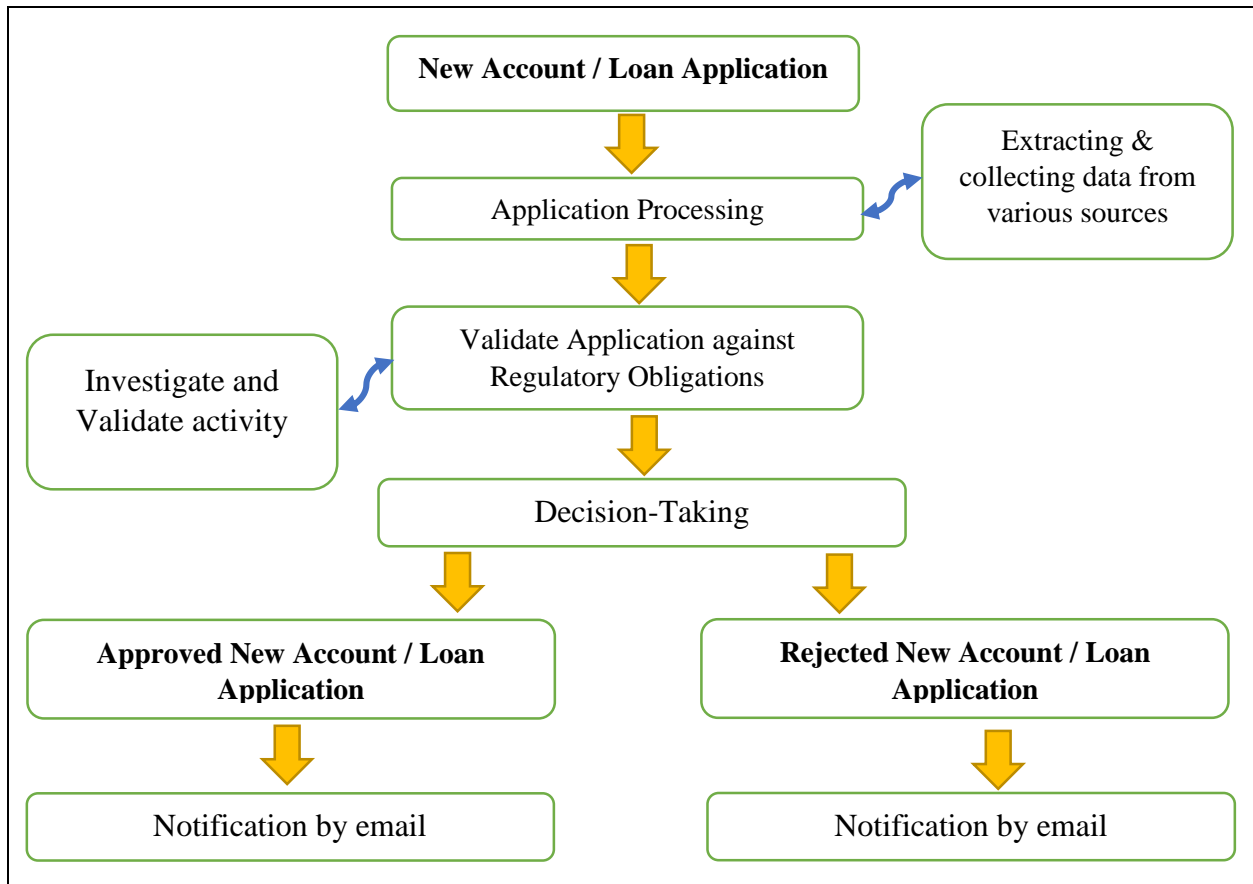 New Account / Loan Application
Extracting &
collecting data from
various sources
Application Processing
Validate Application against
Regulatory Obligations
Investigate and
Validate activity
Decision-Taking
Approved New Account / Loan
Application
Rejected New Account / Loan
Application
Notification by email
Notification by email